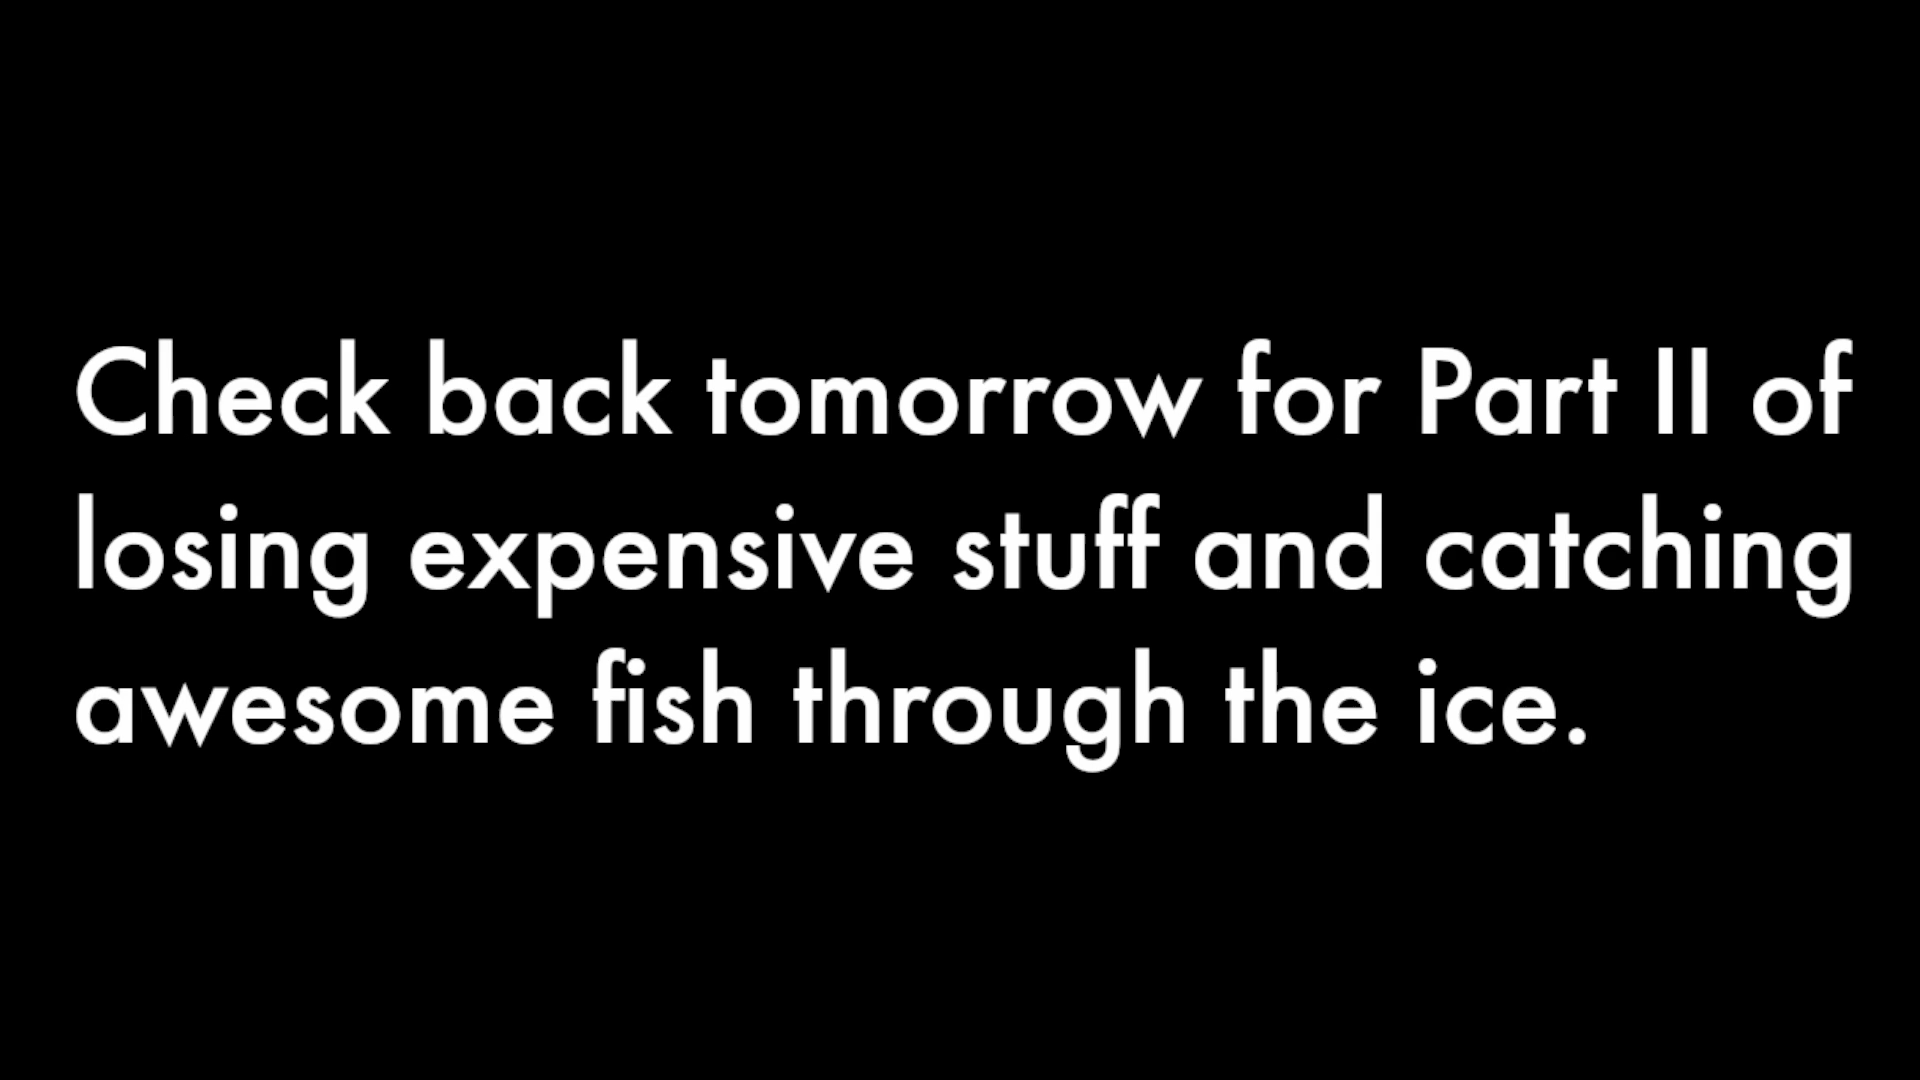 Check back tomorrow for Part II of
losing expensive stuff and catching
awesome fish through the ice.